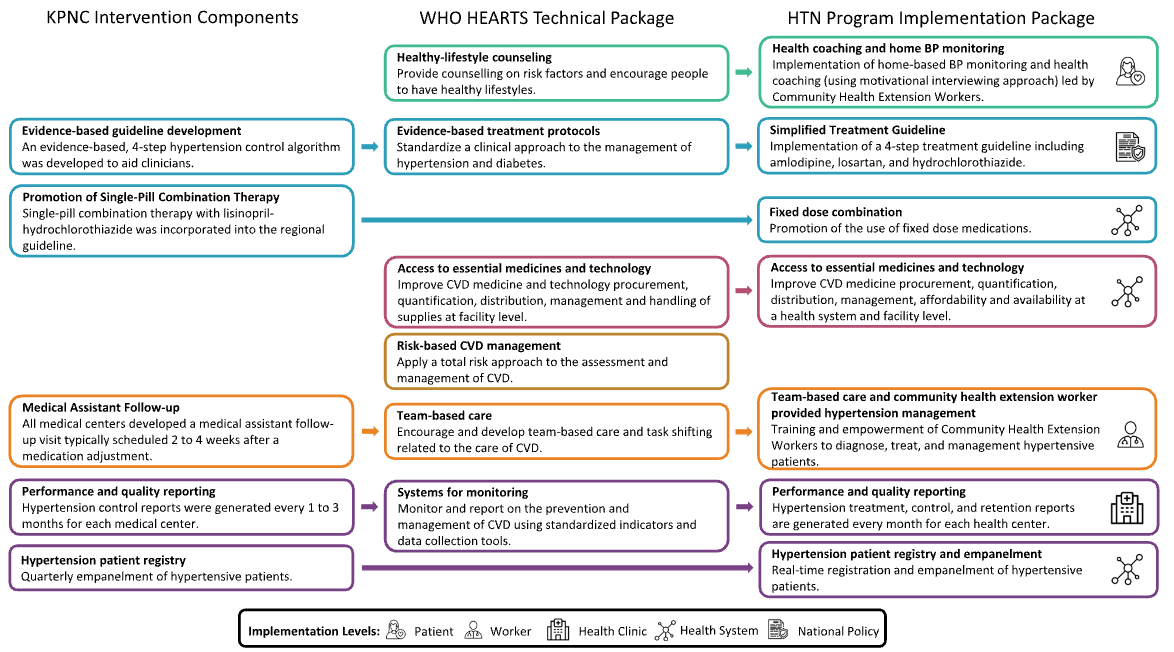 KPNC Intervention Components
WHO HEARTS Technical Package
HTN Program Implementation Package
Healthy-lifestyle counseling
Provide counselling on risk factors and encourage people
to have healthy lifestyles.
Health coaching and home BP monitoring
Implementation of home-based BP monitoring and health
coaching (using motivational interviewing approach) led by
Community Health Extension Workers.
Evidence-based guideline development
An evidence-based, 4-step hypertension control algorithm
was developed to aid clinicians.
Evidence-based treatment protocols
Standardize a clinical approach to the management of
hypertension and diabetes.
Simplified Treatment Guideline
Implementation of a 4-step treatment guideline including
amlodipine, losartan, and hydrochlorothiazide.
Promotion of Single-Pill Combination Therapy
Single-pill combination therapy with lisinopril-
hydrochlorothiazide was incorporated into the regional
guideline.
Fixed dose combination
Promotion of the use of fixed dose medications.
Access to essential medicines and technology
Improve CVD medicine and technology procurement,
quantification, distribution, management and handling of
supplies at facility level.
Access to essential medicines and technology
Improve CVD medicine procurement, quantification,
distribution, management, affordability and availability at
a health system and facility level.
Risk-based CVD management
Apply a total risk approach to the assessment and
management of CVD.
Medical Assistant Follow-up
All medical centers developed a medical assistant follow-
up visit typically scheduled 2 to 4 weeks after a
medication adjustment.
Team-based care
Encourage and develop team-based care and task shifting
related to the care of CVD.
Team-based care and community health extension worker
provided hypertension management
Training and empowerment of Community Health Extension
Workers to diagnose, treat, and management hypertensive
patients.
Performance and quality reporting
Hypertension control reports were generated every 1 to 3
months for each medical center.
Systems for monitoring
Monitor and report on the prevention and
management of CVD using standardized indicators and
data collection tools.
Performance and quality reporting
Hypertension treatment, control, and retention reports
are generated every month for each health center.
Hypertension patient registry
Quarterly empanelment of hypertensive patients.
Hypertension patient registry and empanelment
Real-time registration and empanelment of hypertensive
patients.
Implementation Levels: Patient Worker Health Clinic Health System National Policy